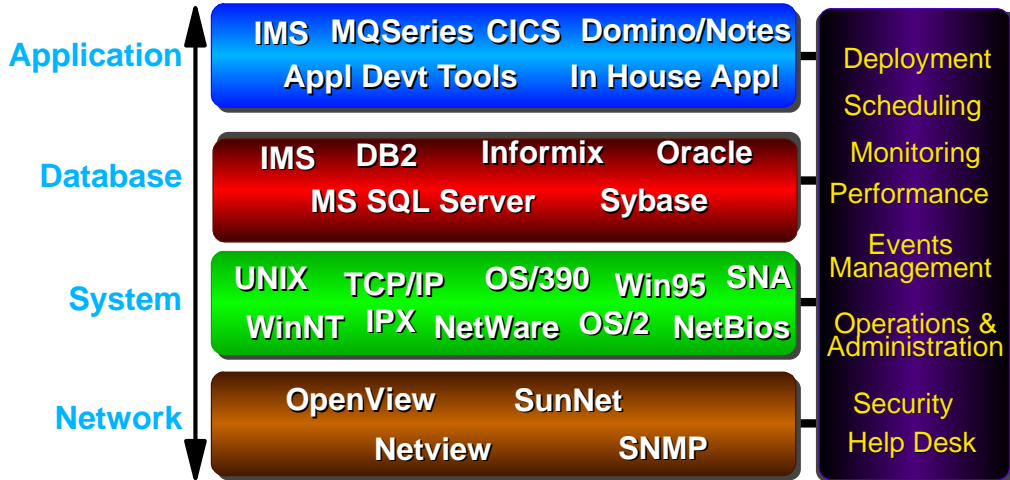 Application
IMS MQSeries CICS Domino/Notes
Appl Devt Tools In House Appl
Database
IMS DB2 Informix Oracle
MS SQL Server Sybase
System
UNIX TCP/IP OS/390 Win95 SNA
WinNT IPX NetWare OS/2 NetBios
Network
OpenView SunNet
Netview SNMP
Deployment
Scheduling
Monitoring
Performance
Events
Management
Operations &
Administration
Security
Help Desk